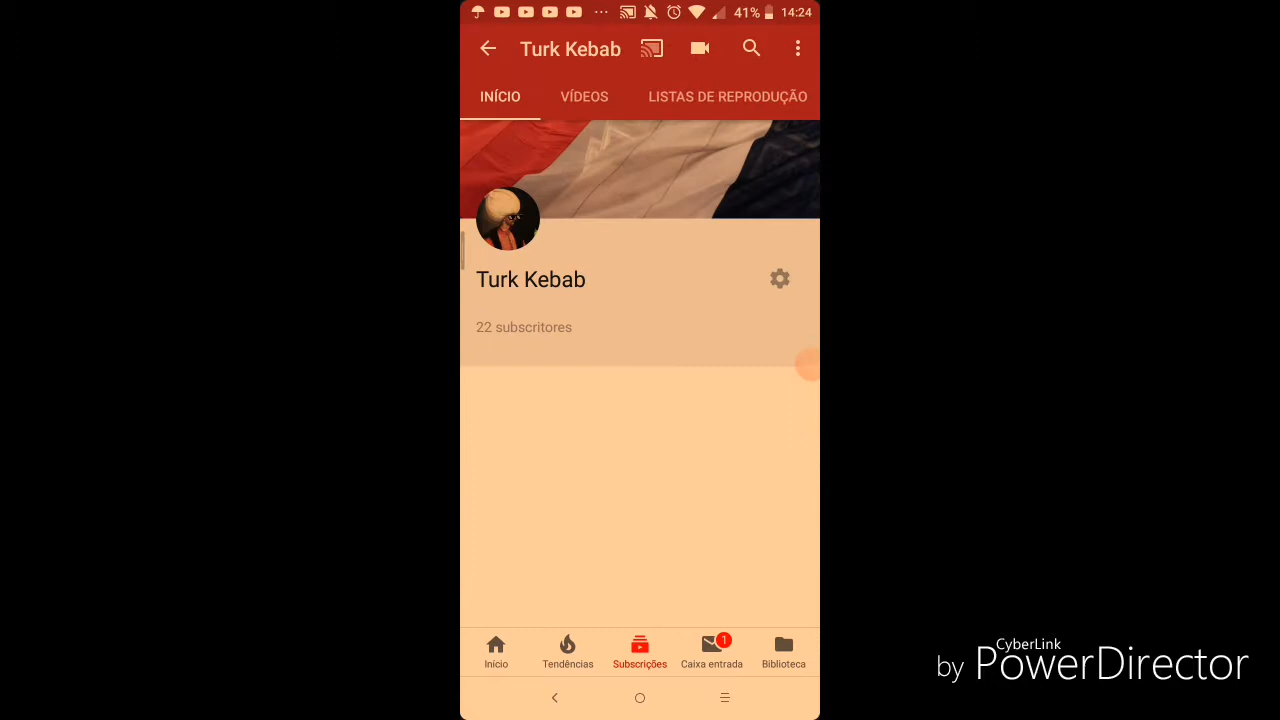 41% 14:24
Turk Kebab
INÍCIO VÍDEOS LISTAS DE REPRODUÇÃO
Turk Kebab
22 subscritores
1
Início Tendências Subscrições Caixa entrada Biblioteca
CyberLink
by PowerDirector